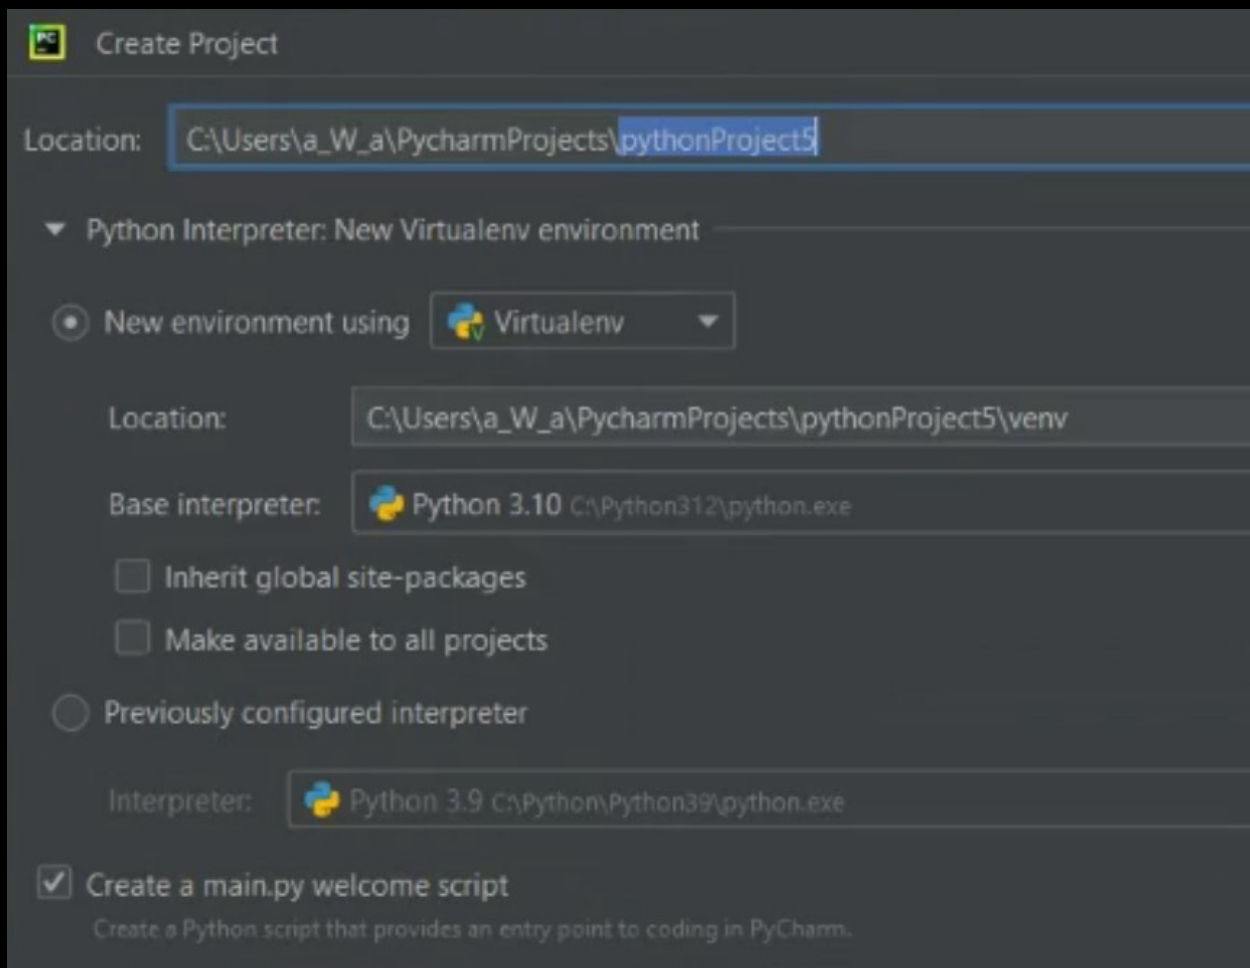 PC
Create Project
Location: C:\Users\a_W_a\PycharmProjects\pythonProject5
Python Interpreter: New Virtualenv environment
New environment using Virtualenv
Location: C:\Users\a_W_a\PycharmProjects\pythonProject5\venv
Base interpreter: Python 3.10 C:\Python312\python.exe
Inherit global site-packages
Make available to all projects
Previously configured interpreter
Interpreter: Python 3.9 C:\Python\Python39\python.exe
Create a main.py welcome script
Create a Python script that provides an entry point to coding in PyCharm.